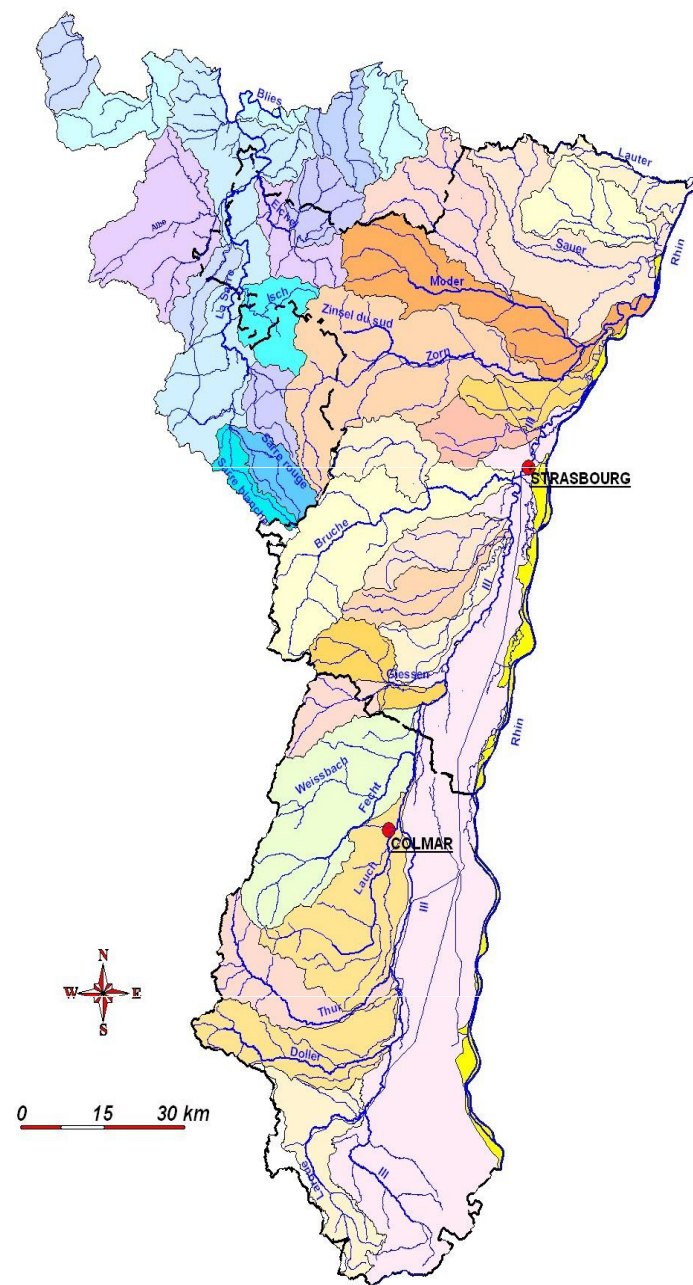 Blies
Lauter
Albe
Eichel
Sauer
Rhin
Moder
La Sarre
Isch
Zinsel du sud
Zorn
Ill
Sarre rouge
Sarre blanche
STRASBOURG
Bruche
Ill
Giessen
Rhin
Weissbach
Fecht
COLMAR
Lauch
Ill
N
W E
S
Thur
Doller
0 15 30 km
Largue
Ill